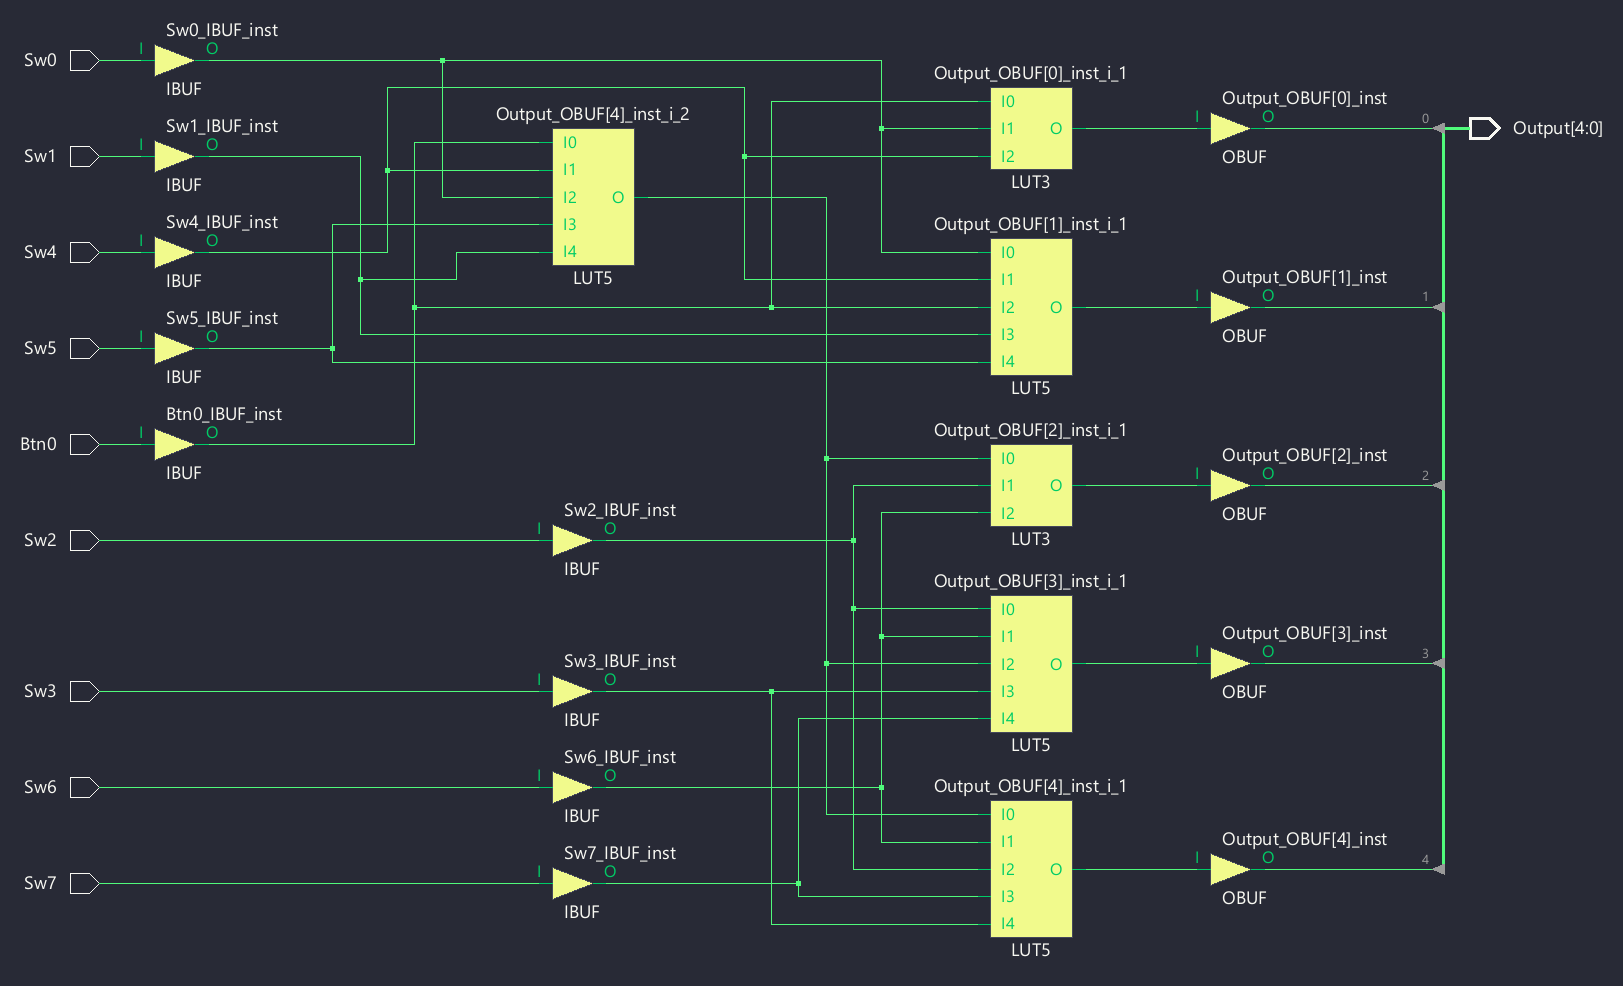 Sw0
I
Sw0_IBUF_inst
O
IBUF
Sw1
I
Sw1_IBUF_inst
O
IBUF
Sw4
I
Sw4_IBUF_inst
O
IBUF
Sw5
I
Sw5_IBUF_inst
O
IBUF
Btn0
I
Btn0_IBUF_inst
O
IBUF
Sw2
I
Sw2_IBUF_inst
O
IBUF
Sw3
I
Sw3_IBUF_inst
O
IBUF
Sw6
I
Sw6_IBUF_inst
O
IBUF
Sw7
I
Sw7_IBUF_inst
O
IBUF
Output_OBUF[4]_inst_i_2
I0
I1
I2
I3
I4
O
LUT5
Output_OBUF[0]_inst_i_1
I0
I1
I2
O
LUT3
Output_OBUF[1]_inst_i_1
I0
I1
I2
I3
I4
O
LUT5
Output_OBUF[2]_inst_i_1
I0
I1
I2
O
LUT3
Output_OBUF[3]_inst_i_1
I0
I1
I2
I3
I4
O
LUT5
Output_OBUF[4]_inst_i_1
I0
I1
I2
I3
I4
O
LUT5
Output_OBUF[0]_inst
I
O
OBUF
0
Output_OBUF[1]_inst
I
O
OBUF
1
Output_OBUF[2]_inst
I
O
OBUF
2
Output_OBUF[3]_inst
I
O
OBUF
3
Output_OBUF[4]_inst
I
O
OBUF
4
Output[4:0]